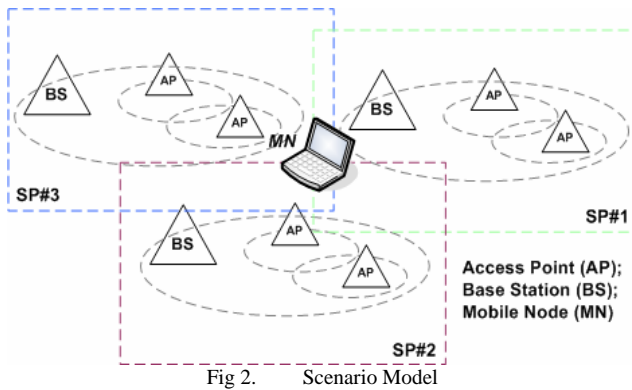 AP
BS
AP
MN
SP#3
AP
BS
AP
SP#1
AP
BS
AP
SP#2
Access Point (AP);
Base Station (BS);
Mobile Node (MN)
Fig 2. Scenario Model